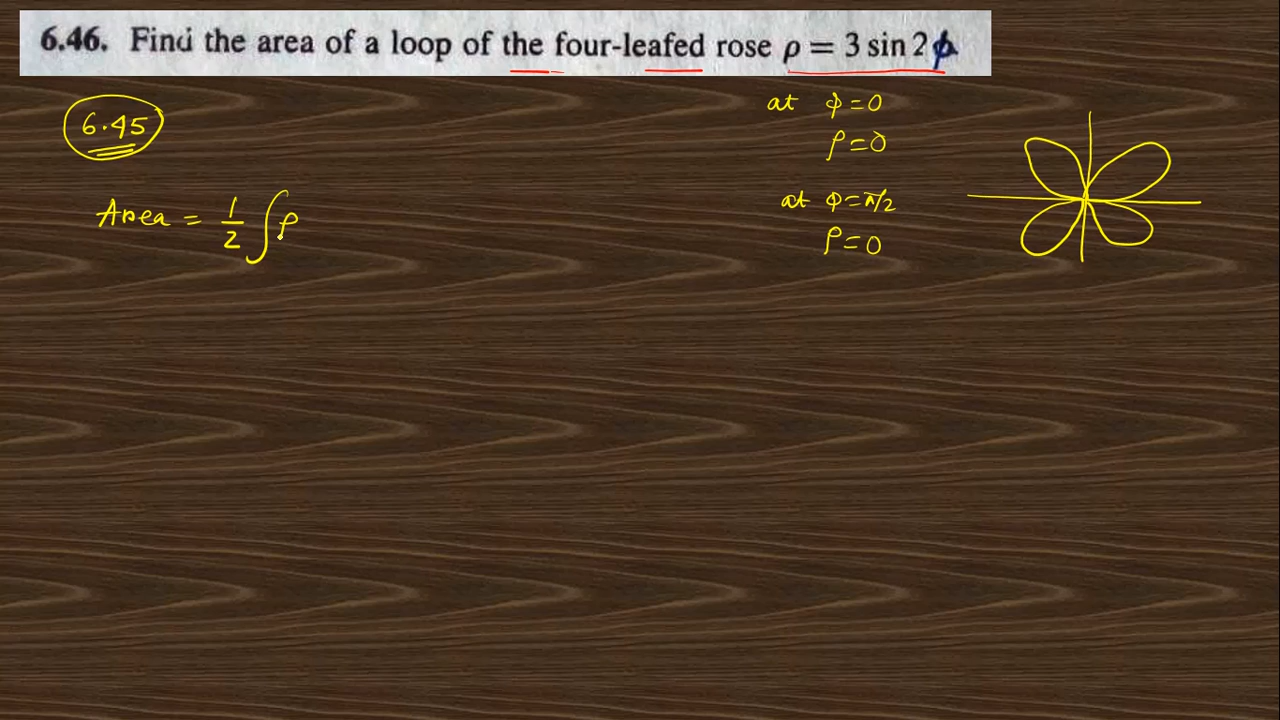 6.46. Find the area of a loop of the four-leafed rose ρ = 3 sin 2ϕ
6.45
Area = 1/2 ∫ρ
at ϕ=0
ρ=0
at ϕ=π/2
ρ=0